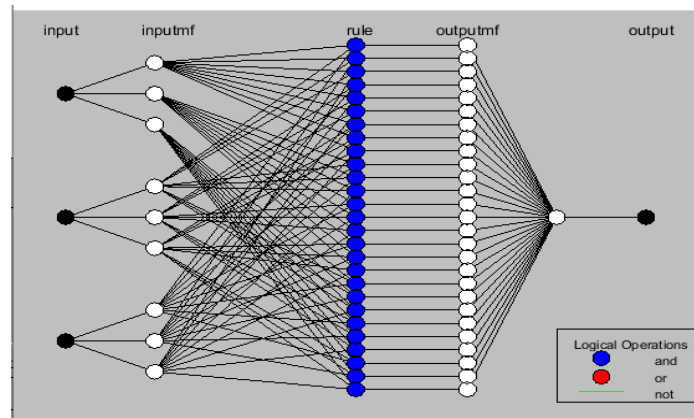 input inputmf rule outputmf output
Logical Operations
and
or
not